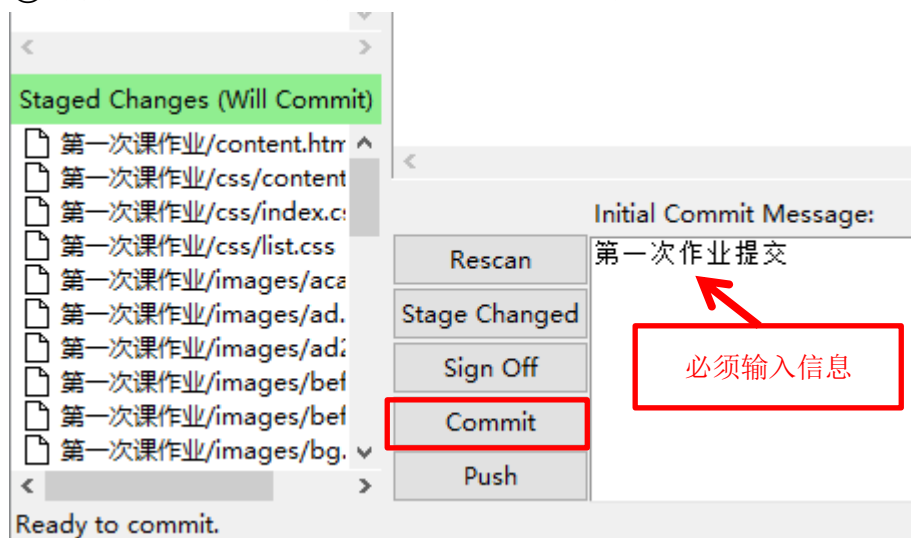 Staged Changes (Will Commit)
第一次课作业/content.htm
第一次课作业/css/content
第一次课作业/css/index.c
第一次课作业/css/list.css
第一次课作业/images/aca
第一次课作业/images/ad.
第一次课作业/images/ad2
第一次课作业/images/bef
第一次课作业/images/bef
第一次课作业/images/bg.
Ready to commit.
Initial Commit Message:
第一次作业提交
必须输入信息
Rescan
Stage Changed
Sign Off
Commit
Push